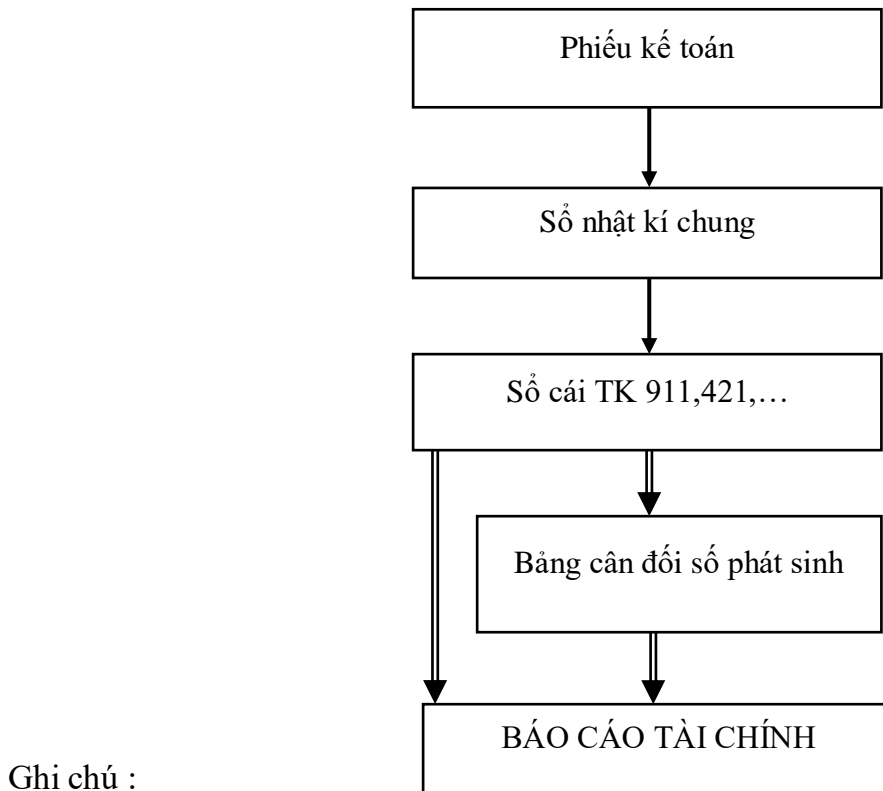 Phiếu kế toán
Sổ nhật kí chung
Sổ cái TK 911,421,…
Bảng cân đối số phát sinh
BÁO CÁO TÀI CHÍNH
Ghi chú :